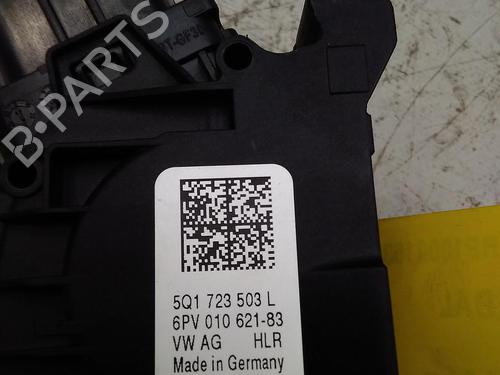 B-PARTS
5Q1 723 503 L
6PV 010 621-83
VW AG HLR
Made in Germany